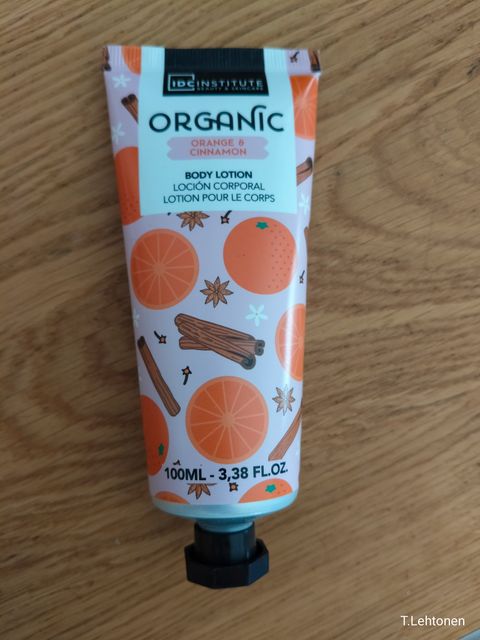 IDC INSTITUTE
BEAUTY & SKINCARE
ORGANIC
ORANGE &
CINNAMON
BODY LOTION
LOCIÓN CORPORAL
LOTION POUR LE CORPS
100ML - 3,38 FL.OZ.
T.Lehtonen